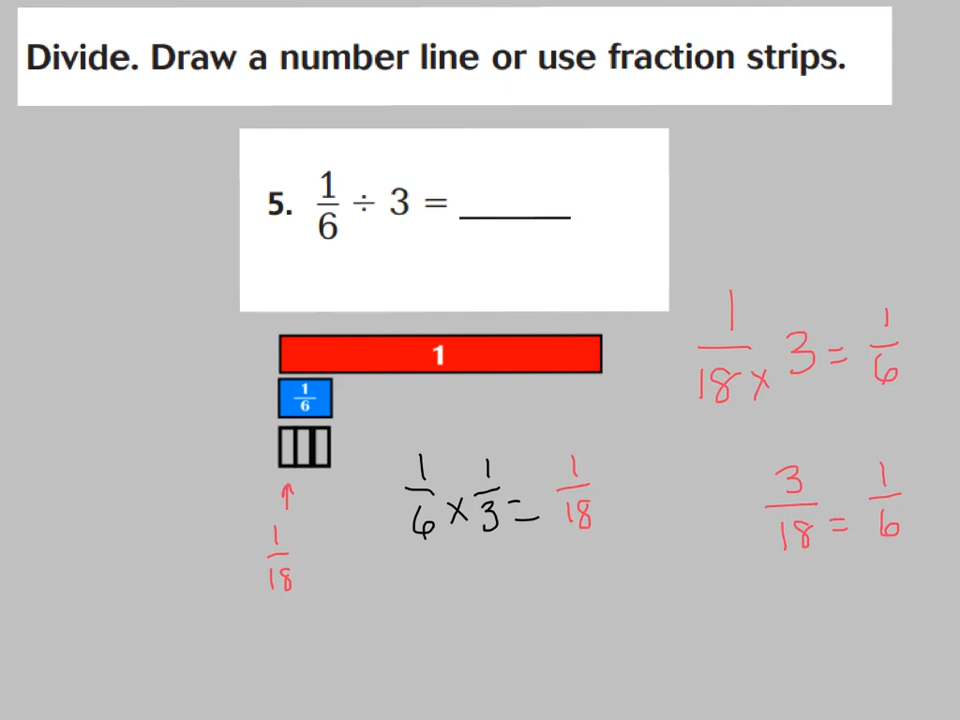 Divide. Draw a number line or use fraction strips.
5. 1/6 ÷ 3 = ______
1
1/6
1/18 × 3 = 1/6
1/6 × 1/3 = 1/18
3/18 = 1/6
1/18